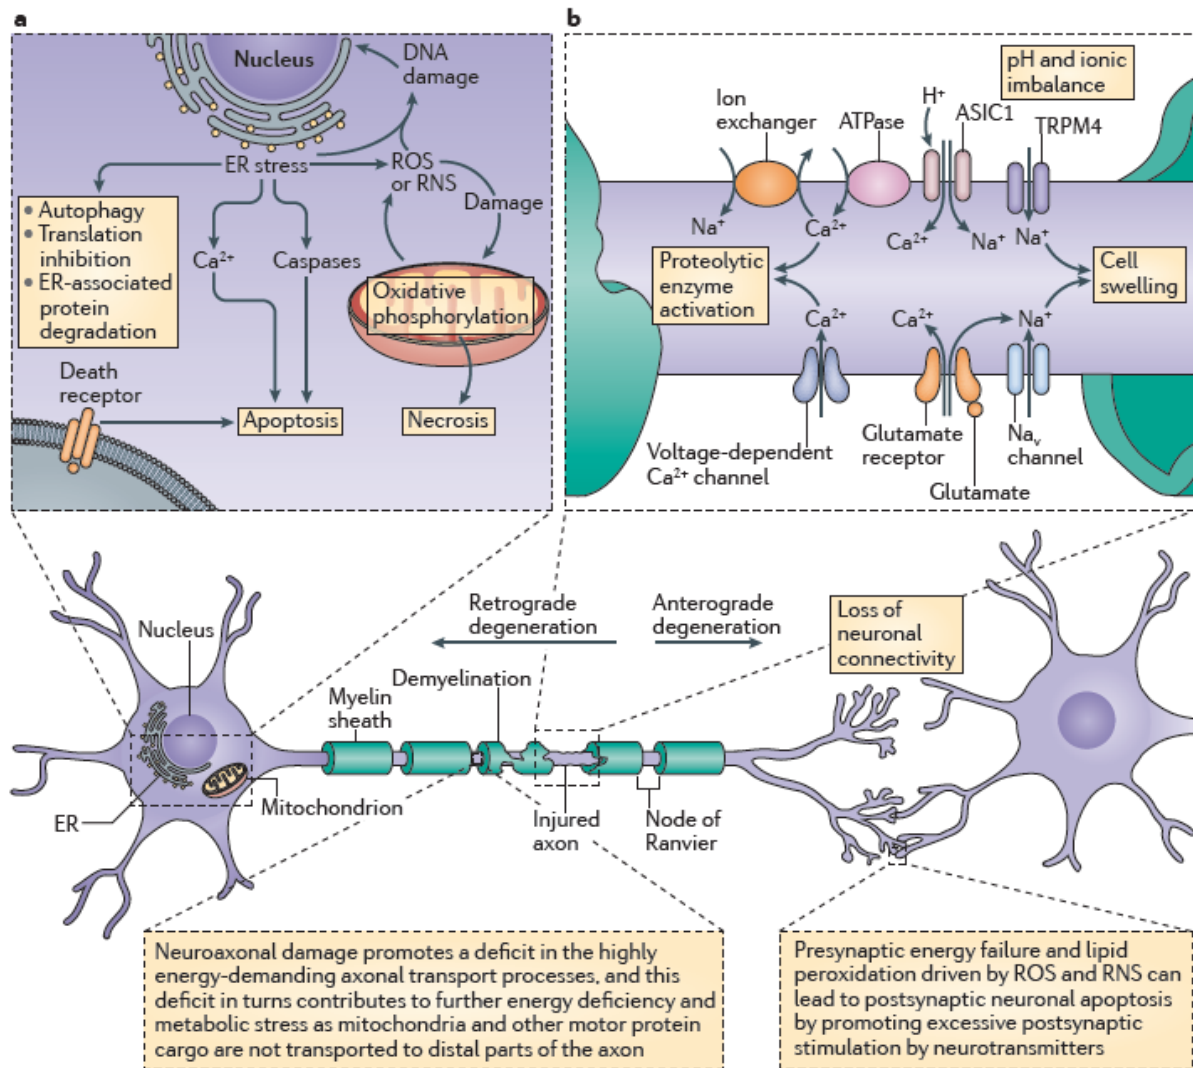 a
Nucleus
DNA
damage
ER stress
ROS
or RNS
Damage
• Autophagy
• Translation
inhibition
• ER-associated
protein
degradation
Ca²⁺
Caspases
Oxidative
phosphorylation
Death
receptor
Apoptosis
Necrosis
b
pH and ionic
imbalance
Ion
exchanger
ATPase
H⁺
ASIC1
TRPM4
Na⁺
Ca²⁺
Ca²⁺
Na⁺
Na⁺
Proteolytic
enzyme
activation
Cell
swelling
Ca²⁺
Ca²⁺
Na⁺
Voltage-dependent
Ca²⁺ channel
Glutamate
receptor
Glutamate
Naᵥ
channel
Retrograde
degeneration
Anterograde
degeneration
Loss of
neuronal
connectivity
Nucleus
Demyelination
Myelin
sheath
Mitochondrion
ER
Injured
axon
Node of
Ranvier
Neuroaxonal damage promotes a deficit in the highly
energy-demanding axonal transport processes, and this
deficit in turns contributes to further energy deficiency and
metabolic stress as mitochondria and other motor protein
cargo are not transported to distal parts of the axon
Presynaptic energy failure and lipid
peroxidation driven by ROS and RNS can
lead to postsynaptic neuronal apoptosis
by promoting excessive postsynaptic
stimulation by neurotransmitters